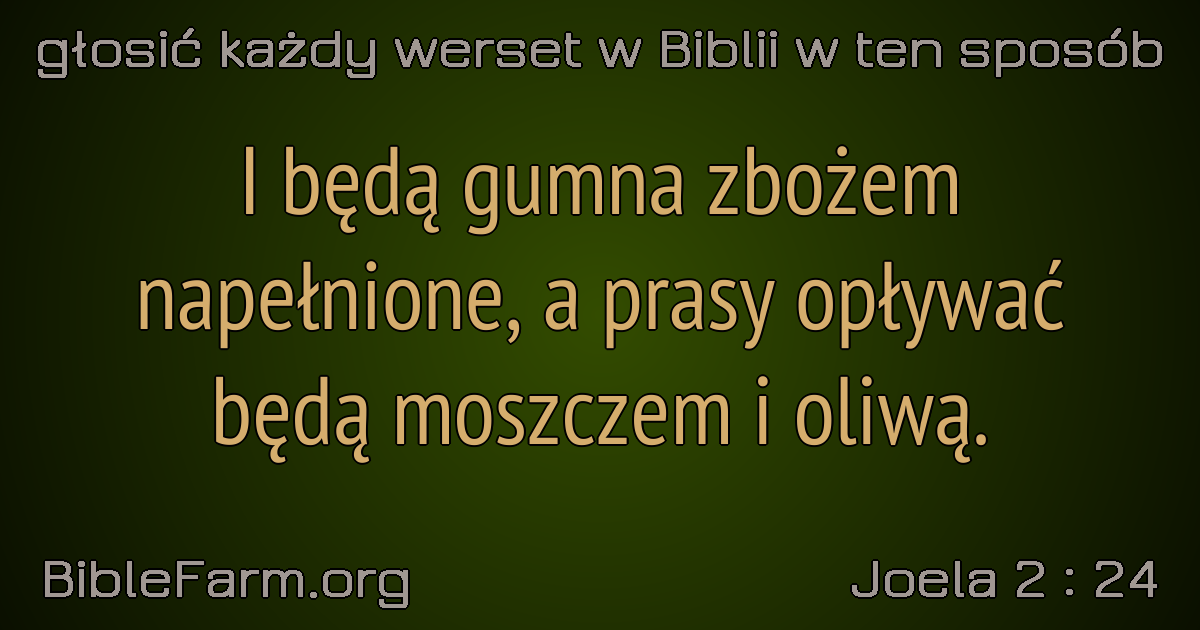 głosić każdy werset w Biblii w ten sposób
I będą gumna zbożem
napełnione, a prasy opływać
będą moszczem i oliwą.
BibleFarm.org
Joela 2 : 24